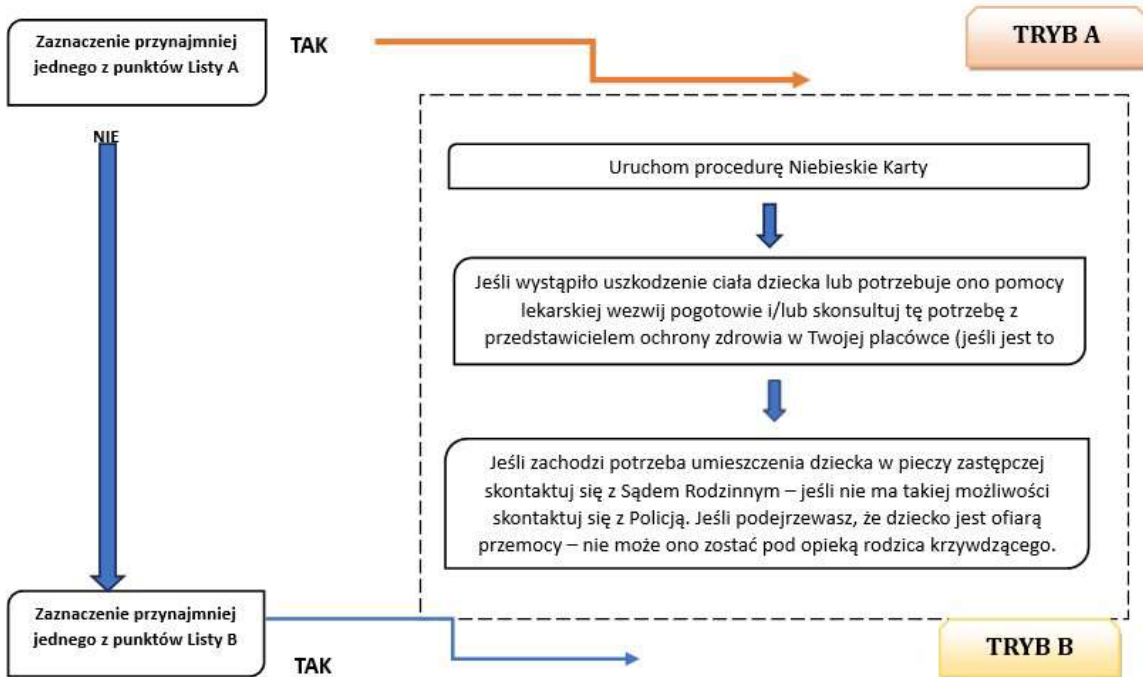 Zaznaczenie przynajmniej
jednego z punktów Listy A
TAK
TRYB A
NIE
Uruchom procedurę Niebieskie Karty
Jeśli wystąpiło uszkodzenie ciała dziecka lub potrzebuje ono pomocy
lekarskiej wezwij pogotowie i/lub skonsultuj tę potrzebę z
przedstawicielem ochrony zdrowia w Twojej placówce (jeśli jest to
Jeśli zachodzi potrzeba umieszczenia dziecka w pieczy zastępczej
skontaktuj się z Sądem Rodzinnym – jeśli nie ma takiej możliwości
skontaktuj się z Policją. Jeśli podejrzewasz, że dziecko jest ofiarą
przemocy – nie może ono zostać pod opieką rodzica krzywdzącego.
Zaznaczenie przynajmniej
jednego z punktów Listy B
TAK
TRYB B